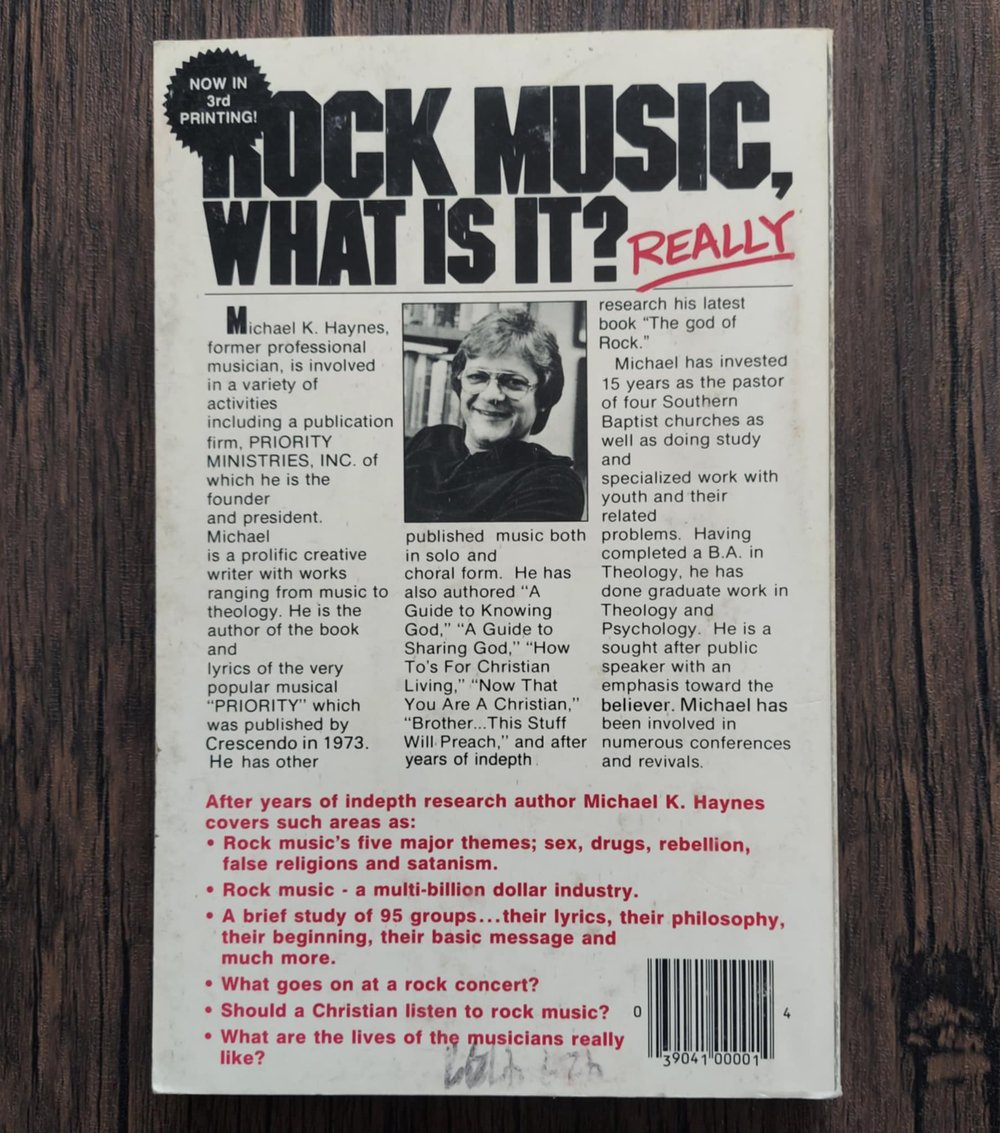 NOW IN
3rd
PRINTING!
ROCK MUSIC,
WHAT IS IT?
REALLY
Michael K. Haynes,
former professional
musician, is involved
in a variety of
activities
including a publication
firm, PRIORITY
MINISTRIES, INC. of
which he is the
founder
and president.
Michael
is a prolific creative
writer with works
ranging from music to
theology. He is the
author of the book
and
lyrics of the very
popular musical
"PRIORITY" which
was published by
Crescendo in 1973.
He has other
published music both
in solo and
choral form. He has
also authored "A
Guide to Knowing
God," "A Guide to
Sharing God," "How
To's For Christian
Living," "Now That
You Are A Christian,"
"Brother...This Stuff
Will Preach," and after
years of indepth
research his latest
book "The god of
Rock."
Michael has invested
15 years as the pastor
of four Southern
Baptist churches as
well as doing study
and
specialized work with
youth and their
related
problems. Having
completed a B.A. in
Theology, he has
done graduate work in
Theology and
Psychology. He is a
sought after public
speaker with an
emphasis toward the
believer. Michael has
been involved in
numerous conferences
and revivals.
After years of indepth research author Michael K. Haynes
covers such areas as:
• Rock music's five major themes; sex, drugs, rebellion,
false religions and satanism.
• Rock music - a multi-billion dollar industry.
• A brief study of 95 groups...their lyrics, their philosophy,
their beginning, their basic message and
much more.
• What goes on at a rock concert?
• Should a Christian listen to rock music?
• What are the lives of the musicians really
like?
0 39041 00001 4